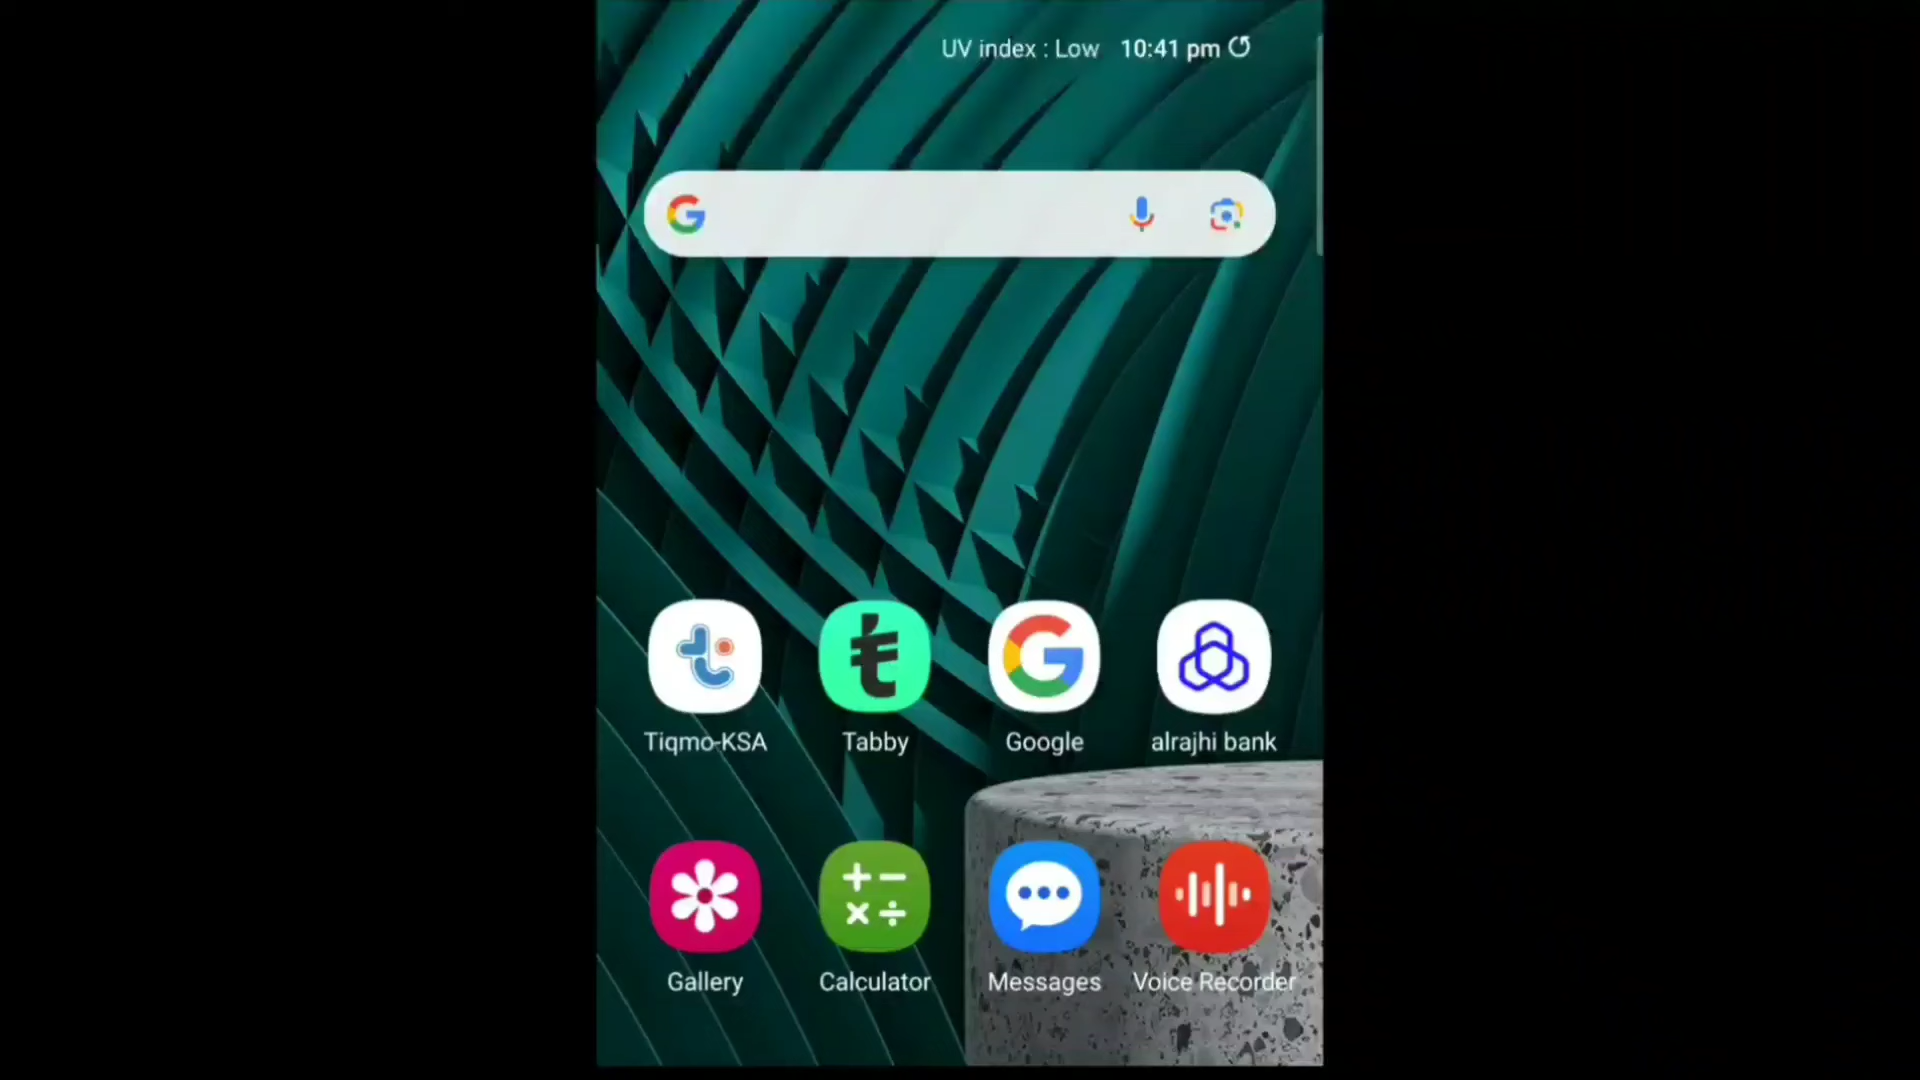 UV index : Low 10:41 pm
Tiqmo-KSA Tabby Google alrajhi bank
Gallery Calculator Messages Voice Recorder